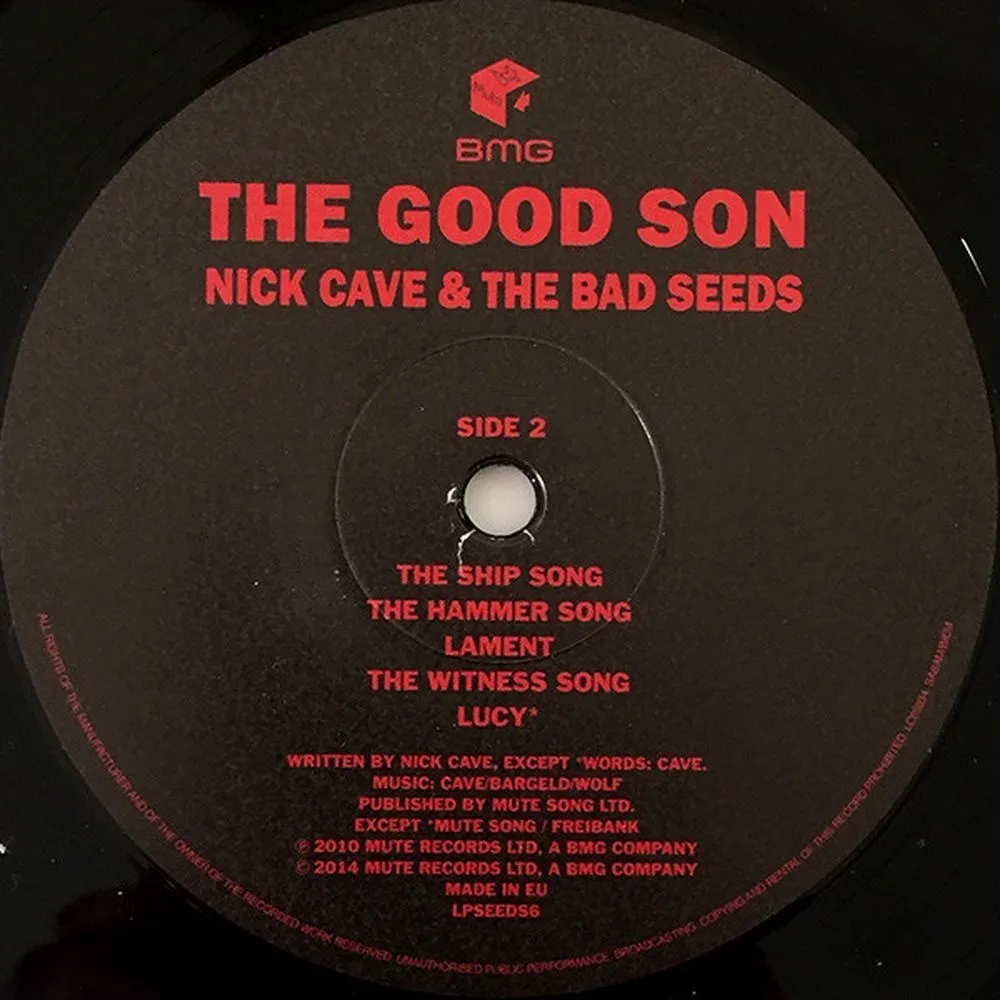 Mute
BMG
THE GOOD SON
NICK CAVE & THE BAD SEEDS
SIDE 2
THE SHIP SONG
THE HAMMER SONG
LAMENT
THE WITNESS SONG
LUCY*
WRITTEN BY NICK CAVE, EXCEPT *WORDS: CAVE.
MUSIC: CAVE/BARGELD/WOLF
PUBLISHED BY MUTE SONG LTD.
EXCEPT *MUTE SONG / FREIBANK
℗ 2010 MUTE RECORDS LTD, A BMG COMPANY
© 2014 MUTE RECORDS LTD, A BMG COMPANY
MADE IN EU
LPSEEDS6
ALL RIGHTS OF THE MANUFACTURER AND OF THE OWNER OF THE RECORDED WORK RESERVED. UNAUTHORISED PUBLIC PERFORMANCE, BROADCASTING, COPYING AND RENTAL OF THIS RECORD PROHIBITED.